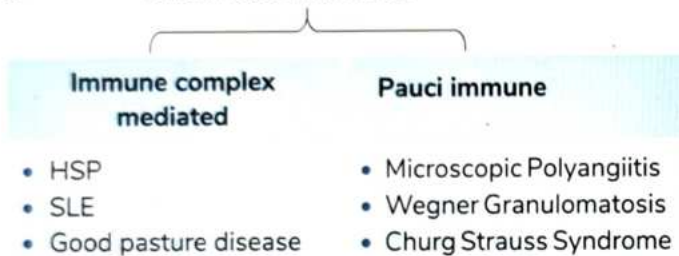 Immune complex
mediated
Pauci immune
• HSP
• SLE
• Good pasture disease
• Microscopic Polyangiitis
• Wegner Granulomatosis
• Churg Strauss Syndrome